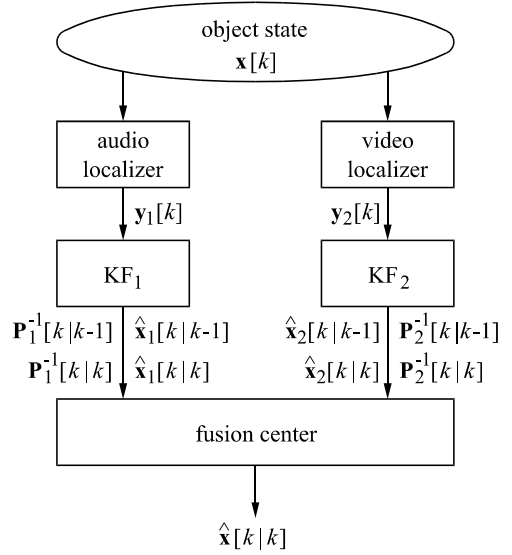 object state
x[k]
audio
localizer
video
localizer
y₁[k]
y₂[k]
KF₁
KF₂
P₁⁻¹[k|k-1] x̂₁[k|k-1]
x̂₂[k|k-1] P₂⁻¹[k|k-1]
P₁⁻¹[k|k] x̂₁[k|k]
x̂₂[k|k] P₂⁻¹[k|k]
fusion center
x̂[k|k]